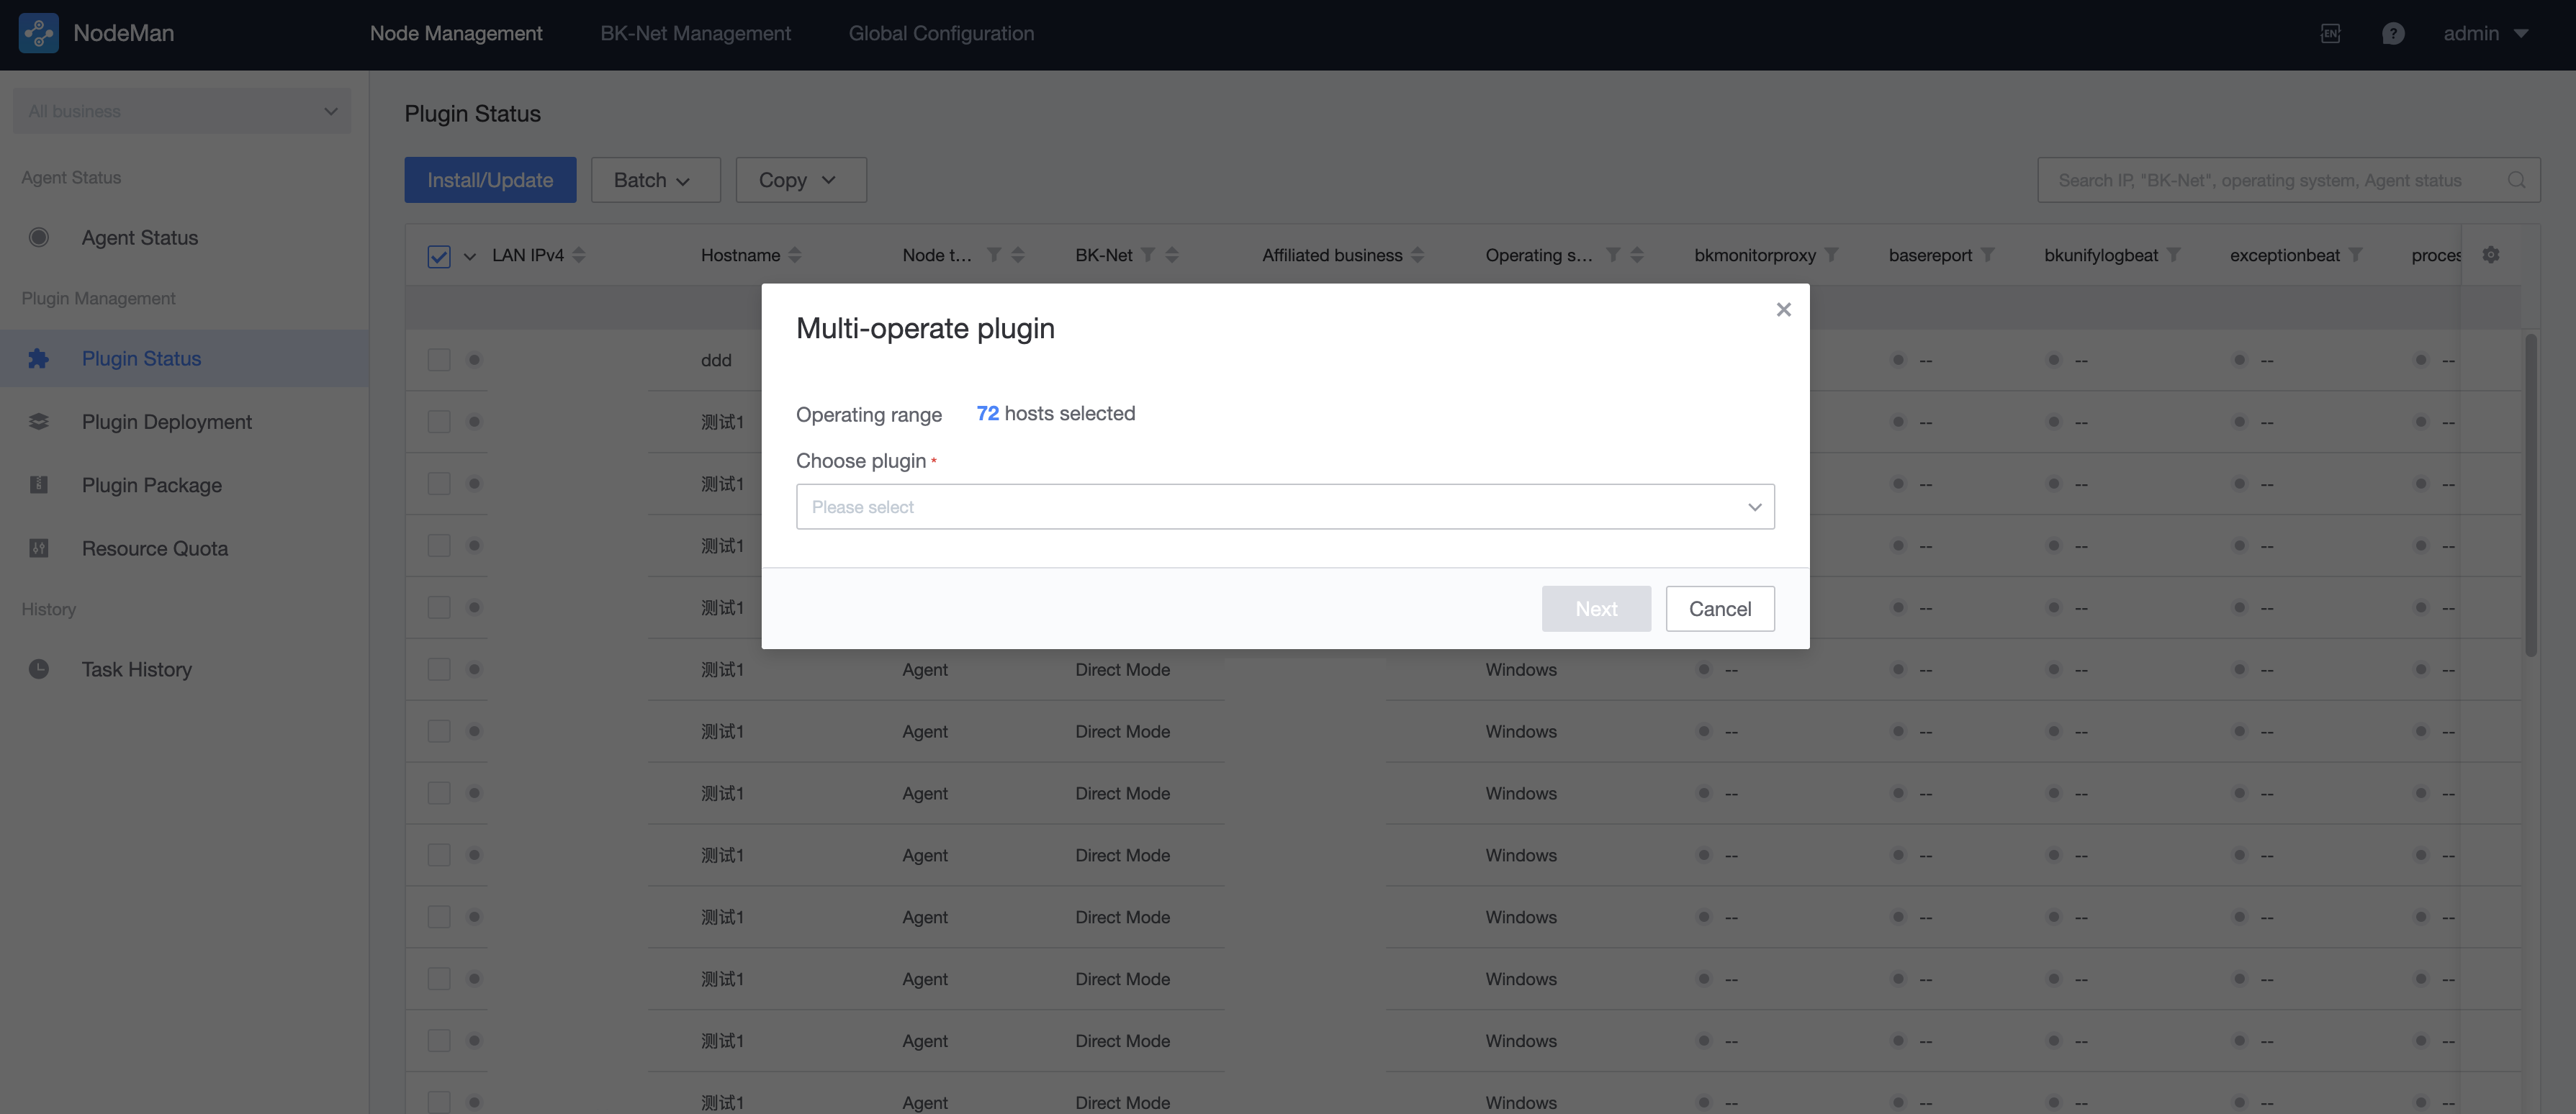 NodeMan Node Management BK-Net Management Global Configuration EN ? admin
All business
Plugin Status
Agent Status
Install/Update Batch Copy Search IP, "BK-Net", operating system, Agent status
Agent Status
LAN IPv4 Hostname Node t... BK-Net Affiliated business Operating s... bkmonitorproxy basereport bkunifylogbeat exceptionbeat proces
Plugin Management
Multi-operate plugin
Plugin Status
ddd -- -- -- --
Operating range 72 hosts selected
Plugin Deployment
测试1 -- -- -- --
Choose plugin *
Plugin Package
测试1 -- -- -- --
Please select
Resource Quota
测试1 -- -- -- --
History
测试1 -- -- -- --
Next Cancel
Task History
测试1 Agent Direct Mode Windows -- -- -- -- --
测试1 Agent Direct Mode Windows -- -- -- -- --
测试1 Agent Direct Mode Windows -- -- -- -- --
测试1 Agent Direct Mode Windows -- -- -- -- --
测试1 Agent Direct Mode Windows -- -- -- -- --
测试1 Agent Direct Mode Windows -- -- -- -- --
测试1 Agent Direct Mode Windows -- -- -- -- --
测试1 Agent Direct Mode Windows -- -- -- -- --